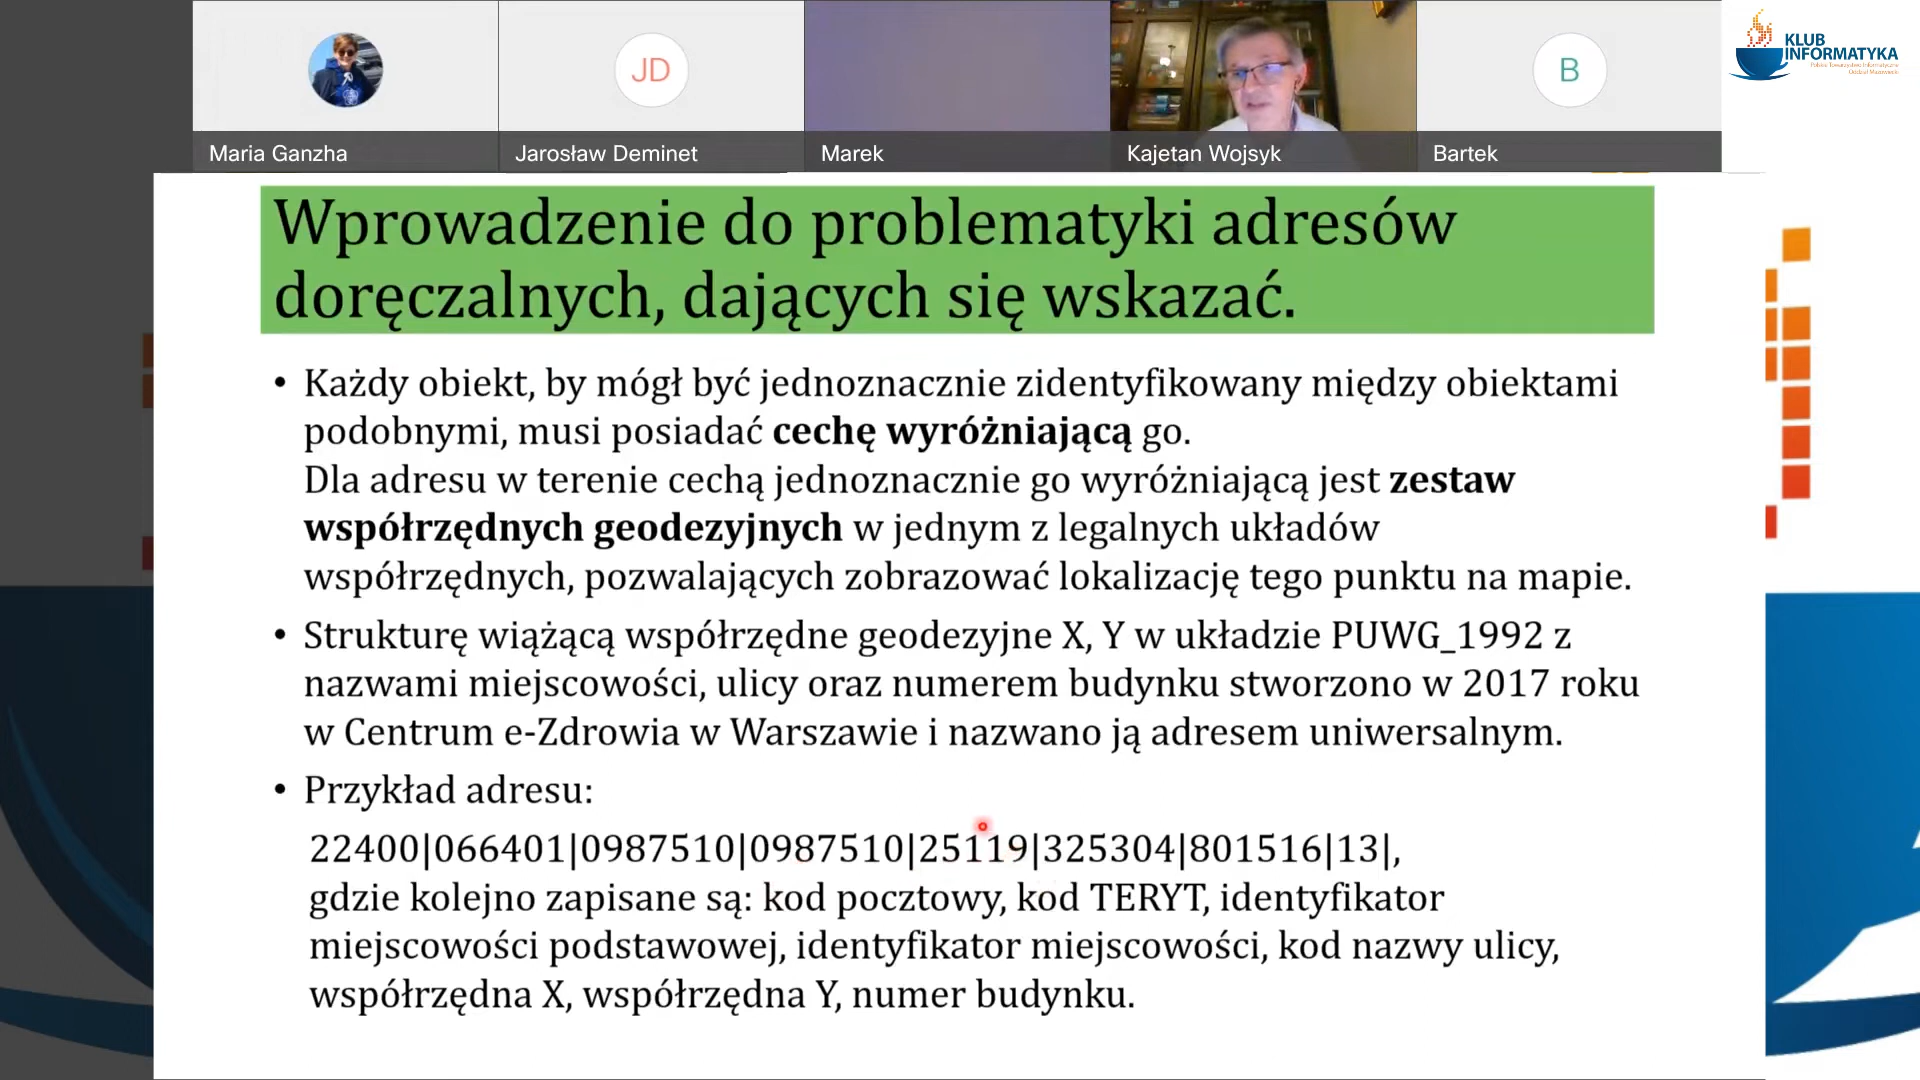 KLUB
INFORMATYKA
Polskie Towarzystwo Informatyczne
Oddział Mazowiecki
JD
B
Maria Ganzha
Jarosław Deminet
Marek
Kajetan Wojsyk
Bartek
Wprowadzenie do problematyki adresów
doręczalnych, dających się wskazać.
• Każdy obiekt, by mógł być jednoznacznie zidentyfikowany między obiektami
podobnymi, musi posiadać cechę wyróżniającą go.
Dla adresu w terenie cechą jednoznacznie go wyróżniającą jest zestaw
współrzędnych geodezyjnych w jednym z legalnych układów
współrzędnych, pozwalających zobrazować lokalizację tego punktu na mapie.
• Strukturę wiążącą współrzędne geodezyjne X, Y w układzie PUWG_1992 z
nazwami miejscowości, ulicy oraz numerem budynku stworzono w 2017 roku
w Centrum e-Zdrowia w Warszawie i nazwano ją adresem uniwersalnym.
• Przykład adresu:
22400|066401|0987510|0987510|25119|325304|801516|13|,
gdzie kolejno zapisane są: kod pocztowy, kod TERYT, identyfikator
miejscowości podstawowej, identyfikator miejscowości, kod nazwy ulicy,
współrzędna X, współrzędna Y, numer budynku.